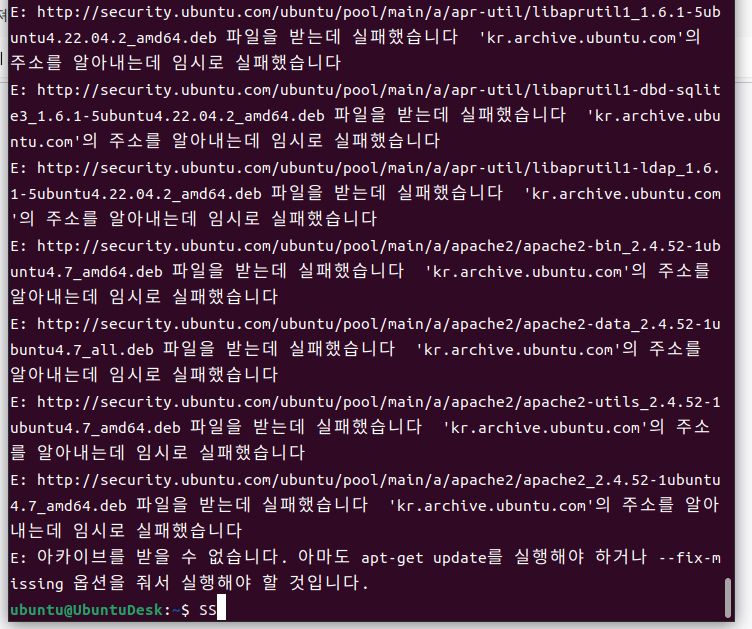 E: http://security.ubuntu.com/ubuntu/pool/main/a/apr-util/libaprutil1_1.6.1-5ub
untu4.22.04.2_amd64.deb 파일을 받는데 실패했습니다  'kr.archive.ubuntu.com'의
주소를 알아내는데 임시로 실패했습니다
E: http://security.ubuntu.com/ubuntu/pool/main/a/apr-util/libaprutil1-dbd-sqlit
e3_1.6.1-5ubuntu4.22.04.2_amd64.deb 파일을 받는데 실패했습니다  'kr.archive.ubu
ntu.com'의 주소를 알아내는데 임시로 실패했습니다
E: http://security.ubuntu.com/ubuntu/pool/main/a/apr-util/libaprutil1-ldap_1.6.
1-5ubuntu4.22.04.2_amd64.deb 파일을 받는데 실패했습니다  'kr.archive.ubuntu.com
'의 주소를 알아내는데 임시로 실패했습니다
E: http://security.ubuntu.com/ubuntu/pool/main/a/apache2/apache2-bin_2.4.52-1ub
untu4.7_amd64.deb 파일을 받는데 실패했습니다  'kr.archive.ubuntu.com'의 주소를
알아내는데 임시로 실패했습니다
E: http://security.ubuntu.com/ubuntu/pool/main/a/apache2/apache2-data_2.4.52-1u
buntu4.7_all.deb 파일을 받는데 실패했습니다  'kr.archive.ubuntu.com'의 주소를
알아내는데 임시로 실패했습니다
E: http://security.ubuntu.com/ubuntu/pool/main/a/apache2/apache2-utils_2.4.52-1
ubuntu4.7_amd64.deb 파일을 받는데 실패했습니다  'kr.archive.ubuntu.com'의 주소
를 알아내는데 임시로 실패했습니다
E: http://security.ubuntu.com/ubuntu/pool/main/a/apache2/apache2_2.4.52-1ubuntu
4.7_amd64.deb 파일을 받는데 실패했습니다  'kr.archive.ubuntu.com'의 주소를 알아
내는데 임시로 실패했습니다
E: 아카이브를 받을 수 없습니다. 아마도 apt-get update를 실행해야 하거나 --fix-m
issing 옵션을 줘서 실행해야 할 것입니다.
ubuntu@UbuntuDesk:~$ SS